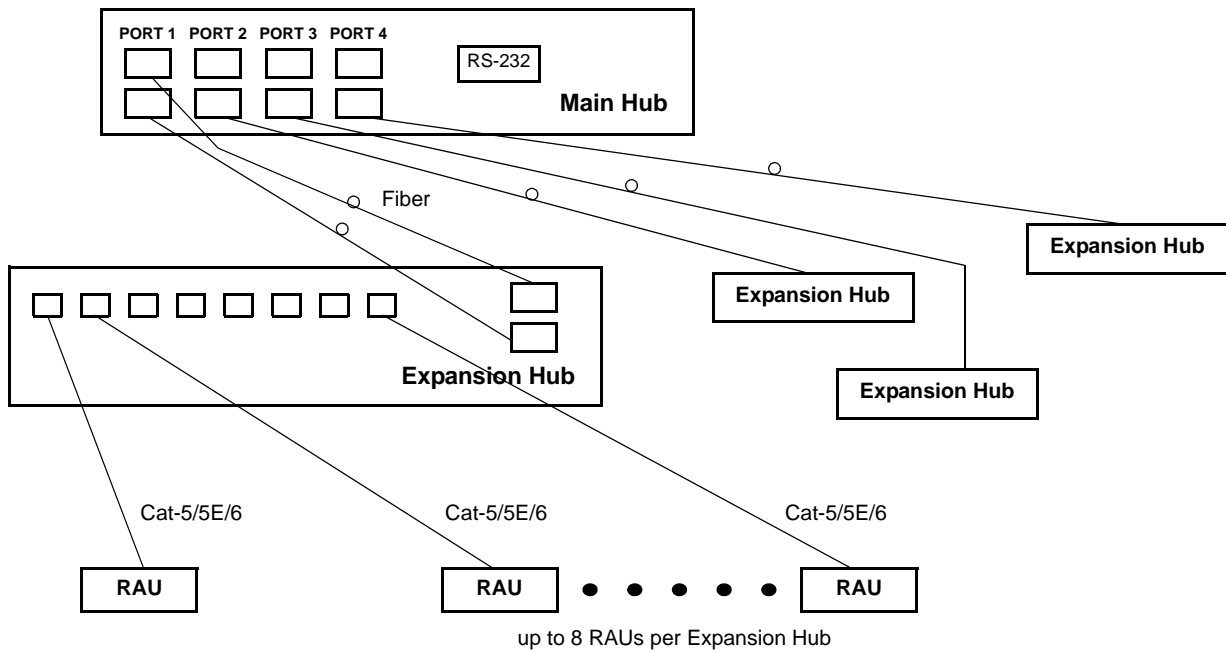 PORT 1 PORT 2 PORT 3 PORT 4
RS-232
Main Hub
Fiber
Expansion Hub
Expansion Hub
Expansion Hub
Expansion Hub
Cat-5/5E/6 Cat-5/5E/6 Cat-5/5E/6
RAU RAU RAU
up to 8 RAUs per Expansion Hub